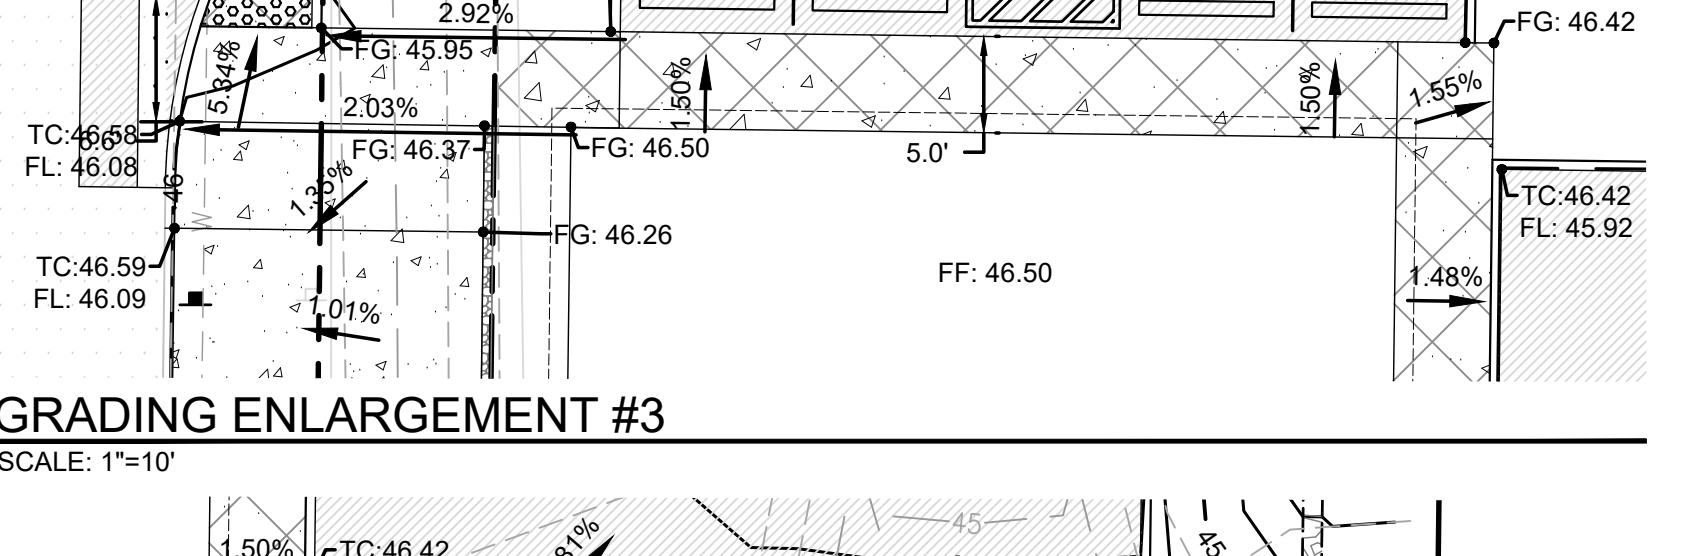 2.92%
FG: 46.42
FG: 45.95
5.34%
1.50%
1.50%
1.55%
2.03%
TC:46.58
6.6'
FL: 46.08
FG: 46.37
FG: 46.50
5.0'
46
1.35%
TC:46.42
FL: 45.92
FG: 46.26
TC:46.59
FL: 46.09
FF: 46.50
1.48%
1.01%
GRADING ENLARGEMENT #3
SCALE: 1"=10'
45
45
1.50%
TC:46.42